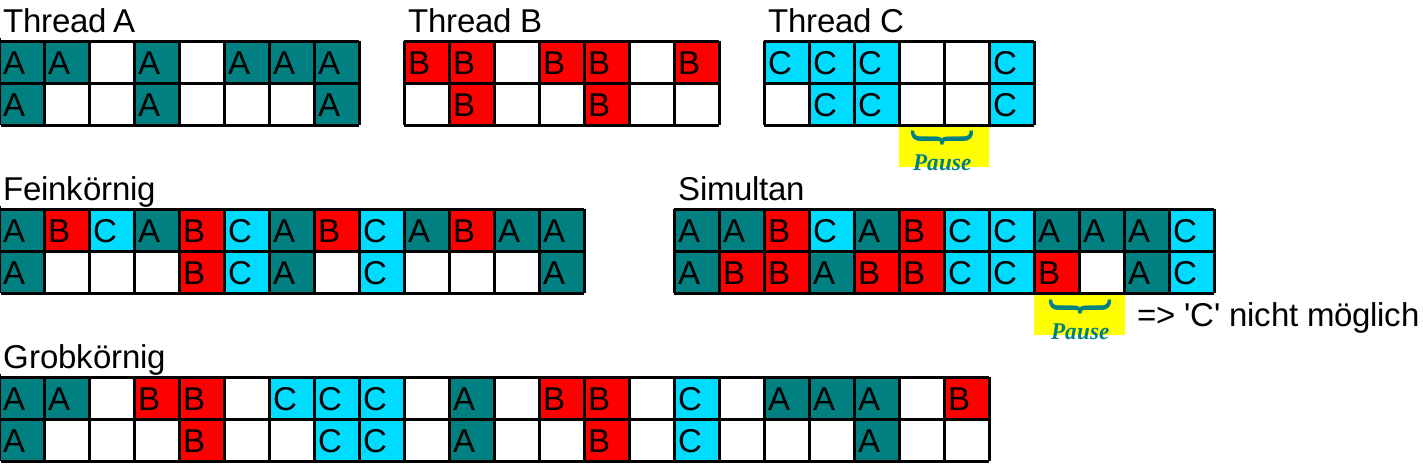 Thread A Thread B Thread C
A A A A A A B B B B B C C C C
A A A B B C C C
Pause
Feinkörnig Simultan
A B C A B C A B C A B A A A A B C A B C C A A A C
A B C A C A A B B A B B C C B A C
Pause => 'C' nicht möglich
Grobkörnig
A A B B C C C A B B C A A A B
A B C C A B C A